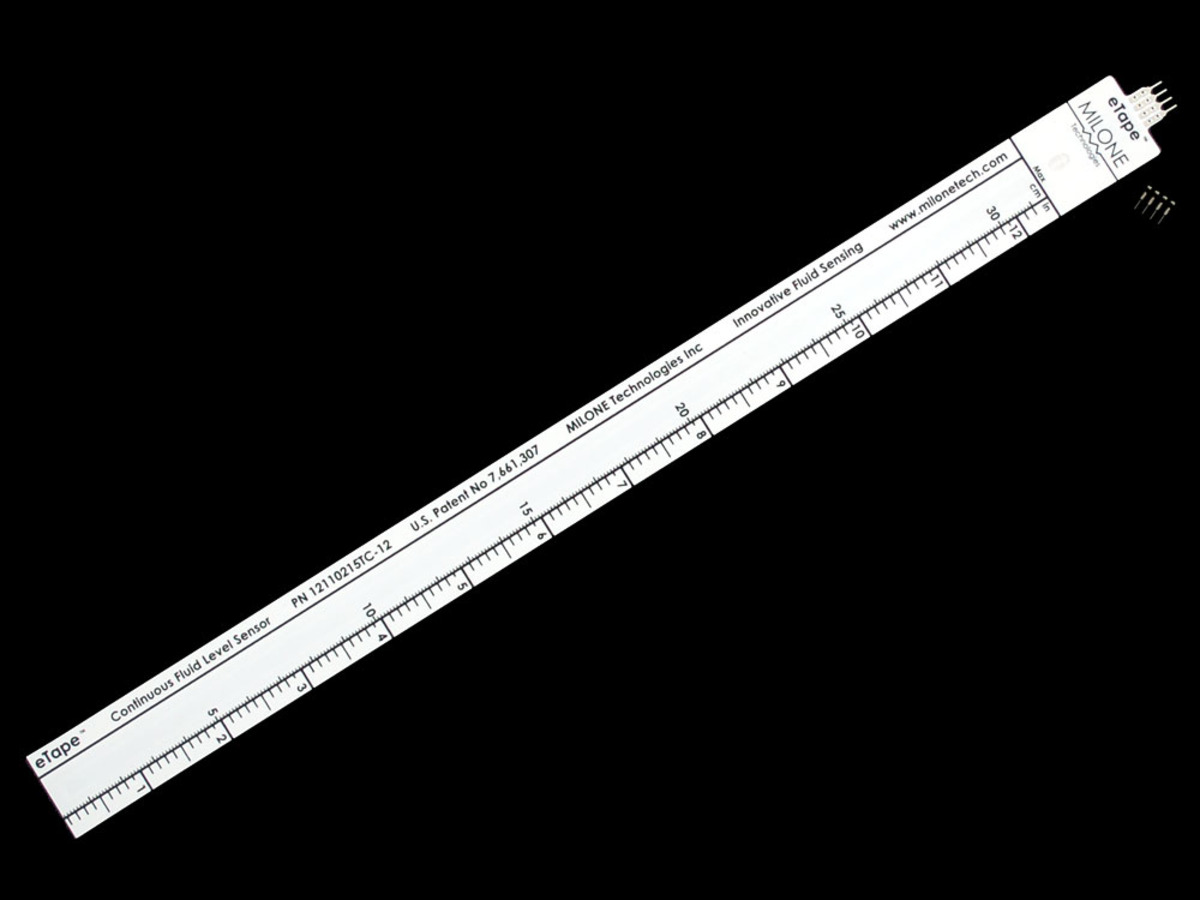 eTape™ Continuous Fluid Level Sensor PN 12110215TC-12 U.S. Patent No 7,661,307 MILONE Technologies Inc Innovative Fluid Sensing www.milonetech.com
5 10 15 20 25 30
1 2 3 4 5 6 7 8 9 10 11 12
Max
cm in
eTape™
MILONE
Technologies